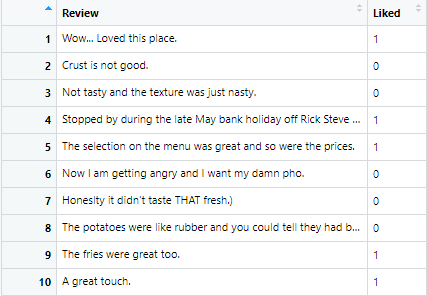 Review Liked
1 Wow... Loved this place. 1
2 Crust is not good. 0
3 Not tasty and the texture was just nasty. 0
4 Stopped by during the late May bank holiday off Rick Steve ... 1
5 The selection on the menu was great and so were the prices. 1
6 Now I am getting angry and I want my damn pho. 0
7 Honeslty it didn't taste THAT fresh.) 0
8 The potatoes were like rubber and you could tell they had b... 0
9 The fries were great too. 1
10 A great touch. 1